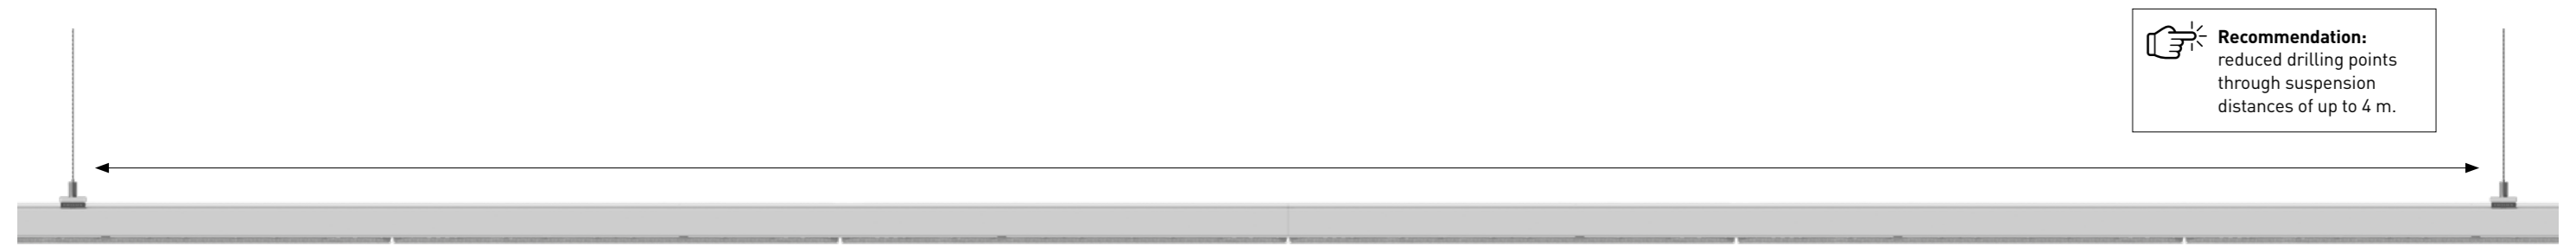 Recommendation:
reduced drilling points
through suspension
distances of up to 4 m.